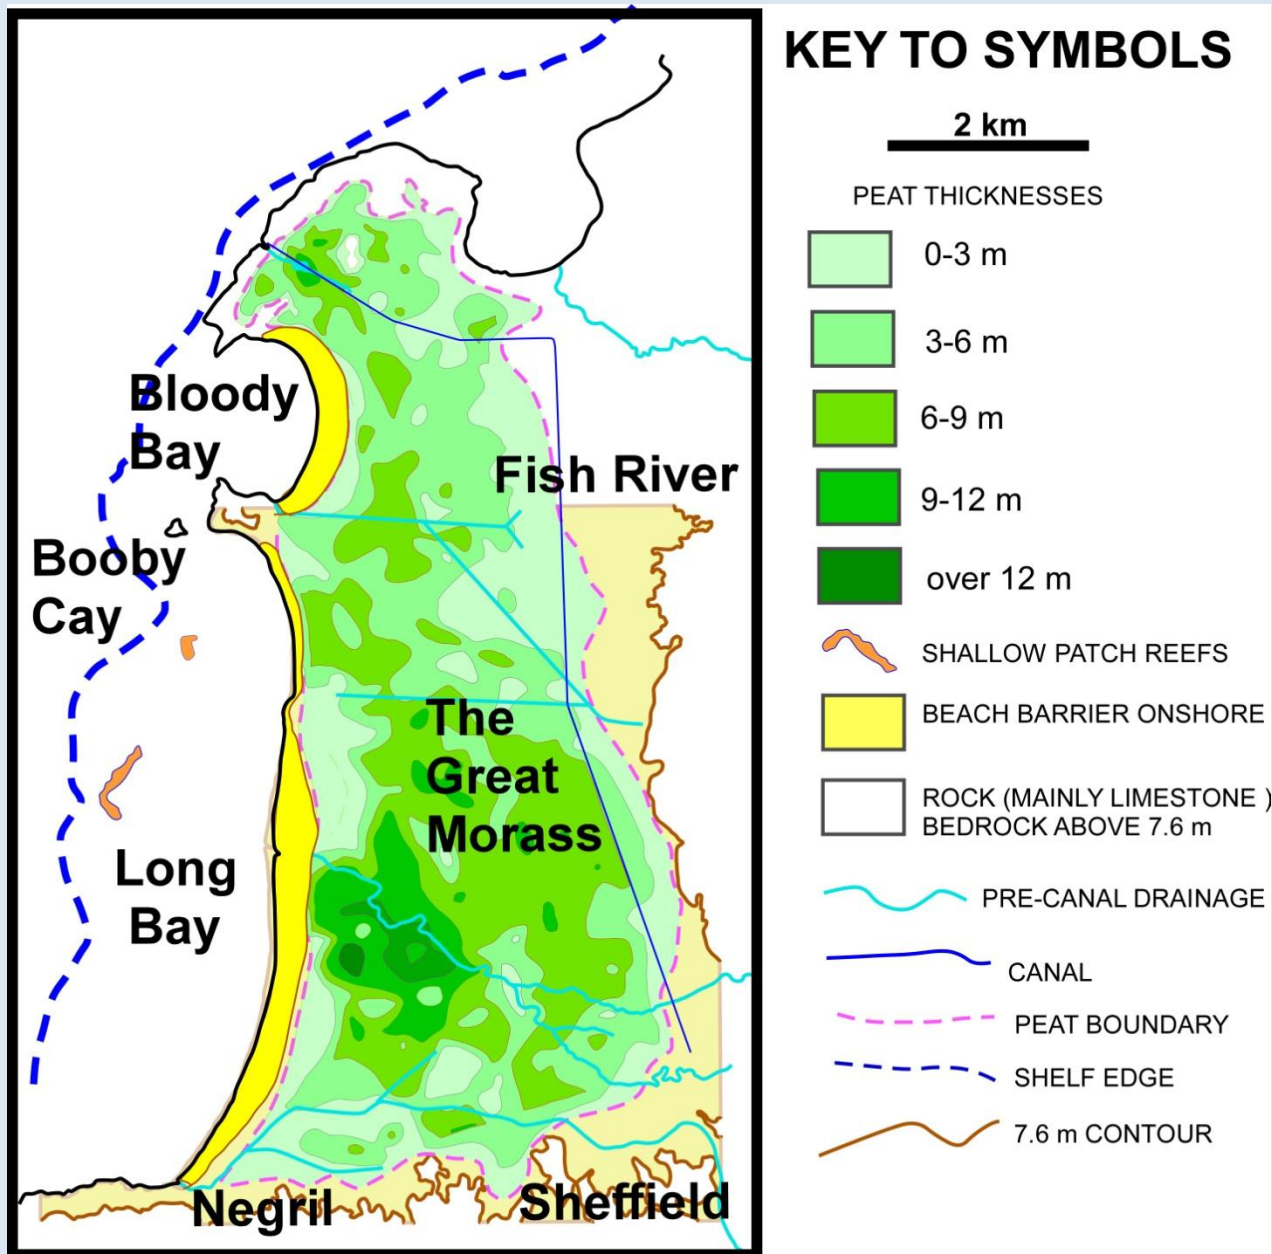 KEY TO SYMBOLS
2 km
PEAT THICKNESSES
0-3 m
3-6 m
6-9 m
9-12 m
over 12 m
SHALLOW PATCH REEFS
BEACH BARRIER ONSHORE
ROCK (MAINLY LIMESTONE )
BEDROCK ABOVE 7.6 m
PRE-CANAL DRAINAGE
CANAL
PEAT BOUNDARY
SHELF EDGE
7.6 m CONTOUR
Bloody
Bay
Fish River
Booby
Cay
The
Great
Morass
Long
Bay
Negril
Sheffield